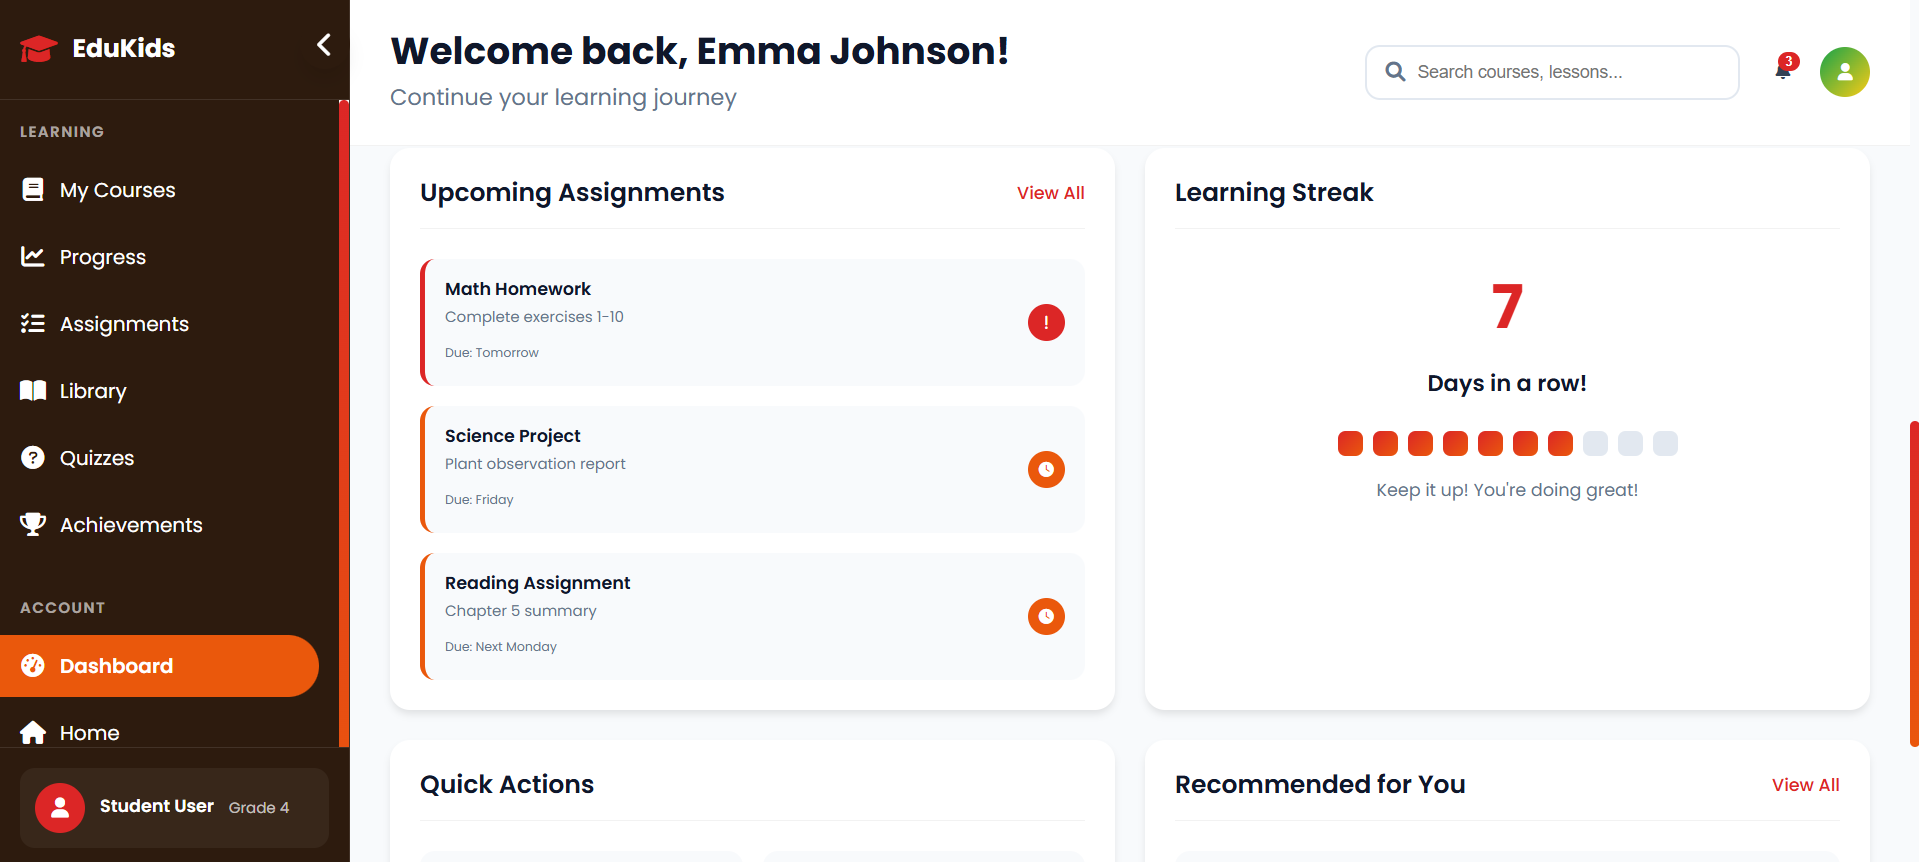 EduKids
LEARNING
My Courses
Progress
Assignments
Library
Quizzes
Achievements
ACCOUNT
Dashboard
Home
Student User Grade 4
Welcome back, Emma Johnson!
Continue your learning journey
Search courses, lessons...
3
Upcoming Assignments
View All
Math Homework
Complete exercises 1-10
Due: Tomorrow
!
Science Project
Plant observation report
Due: Friday
Reading Assignment
Chapter 5 summary
Due: Next Monday
Learning Streak
7
Days in a row!
Keep it up! You're doing great!
Quick Actions
Recommended for You
View All